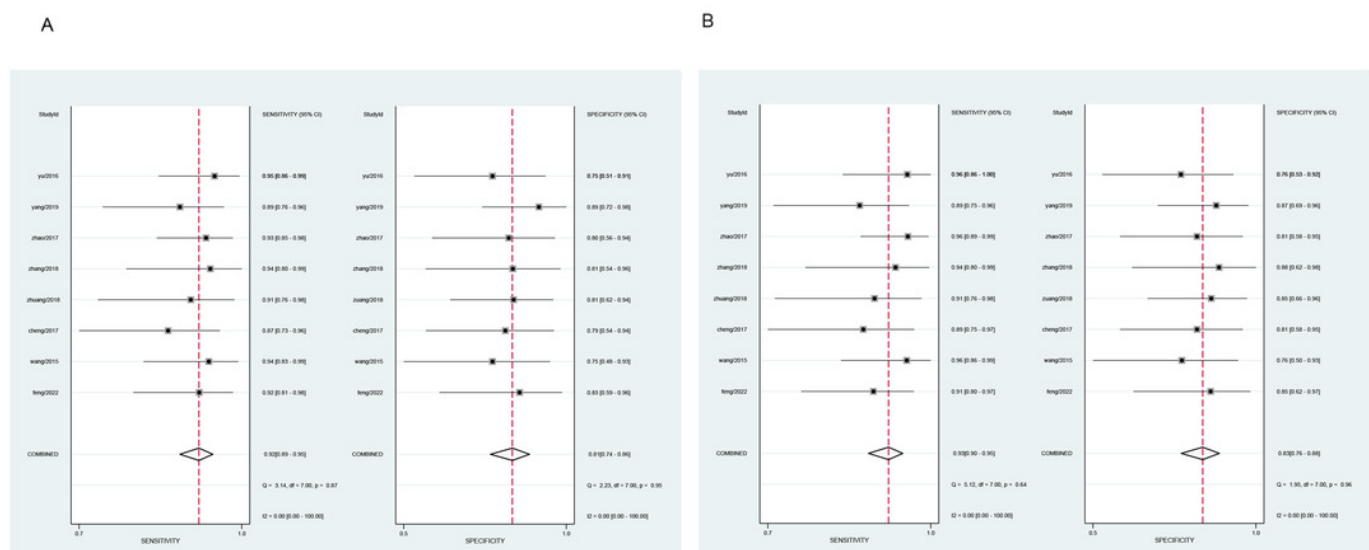 A
StudyId SENSITIVITY (95% CI)
yu/2016 0.95 [0.86 - 0.99]
yang/2019 0.89 [0.76 - 0.96]
zhao/2017 0.93 [0.85 - 0.98]
zhang/2018 0.94 [0.80 - 0.99]
zhuang/2018 0.91 [0.76 - 0.98]
cheng/2017 0.87 [0.73 - 0.96]
wang/2015 0.94 [0.83 - 0.99]
feng/2022 0.92 [0.81 - 0.98]
COMBINED 0.92[0.89 - 0.95]
Q = 3.14, df = 7.00, p = 0.87
I2 = 0.00 [0.00 - 100.00]
0.7 1.0
SENSITIVITY
StudyId SPECIFICITY (95% CI)
yu/2016 0.75 [0.51 - 0.91]
yang/2019 0.89 [0.72 - 0.98]
zhao/2017 0.80 [0.56 - 0.94]
zhang/2018 0.81 [0.54 - 0.96]
zuang/2018 0.81 [0.62 - 0.94]
cheng/2017 0.79 [0.54 - 0.94]
wang/2015 0.75 [0.48 - 0.93]
feng/2022 0.83 [0.59 - 0.96]
COMBINED 0.81[0.74 - 0.86]
Q = 2.23, df = 7.00, p = 0.95
I2 = 0.00 [0.00 - 100.00]
0.5 1.0
SPECIFICITY
B
StudyId SENSITIVITY (95% CI)
yu/2016 0.96 [0.86 - 1.00]
yang/2019 0.89 [0.75 - 0.96]
zhao/2017 0.96 [0.89 - 0.99]
zhang/2018 0.94 [0.80 - 0.99]
zhuang/2018 0.91 [0.76 - 0.98]
cheng/2017 0.89 [0.75 - 0.97]
wang/2015 0.96 [0.86 - 0.99]
feng/2022 0.91 [0.80 - 0.97]
COMBINED 0.93[0.90 - 0.95]
Q = 5.12, df = 7.00, p = 0.64
I2 = 0.00 [0.00 - 100.00]
0.7 1.0
SENSITIVITY
StudyId SPECIFICITY (95% CI)
yu/2016 0.76 [0.53 - 0.92]
yang/2019 0.87 [0.69 - 0.96]
zhao/2017 0.81 [0.58 - 0.95]
zhang/2018 0.88 [0.62 - 0.98]
zuang/2018 0.85 [0.66 - 0.96]
cheng/2017 0.81 [0.58 - 0.95]
wang/2015 0.76 [0.50 - 0.93]
feng/2022 0.85 [0.62 - 0.97]
COMBINED 0.83[0.76 - 0.88]
Q = 1.95, df = 7.00, p = 0.96
I2 = 0.00 [0.00 - 100.00]
0.5 1.0
SPECIFICITY